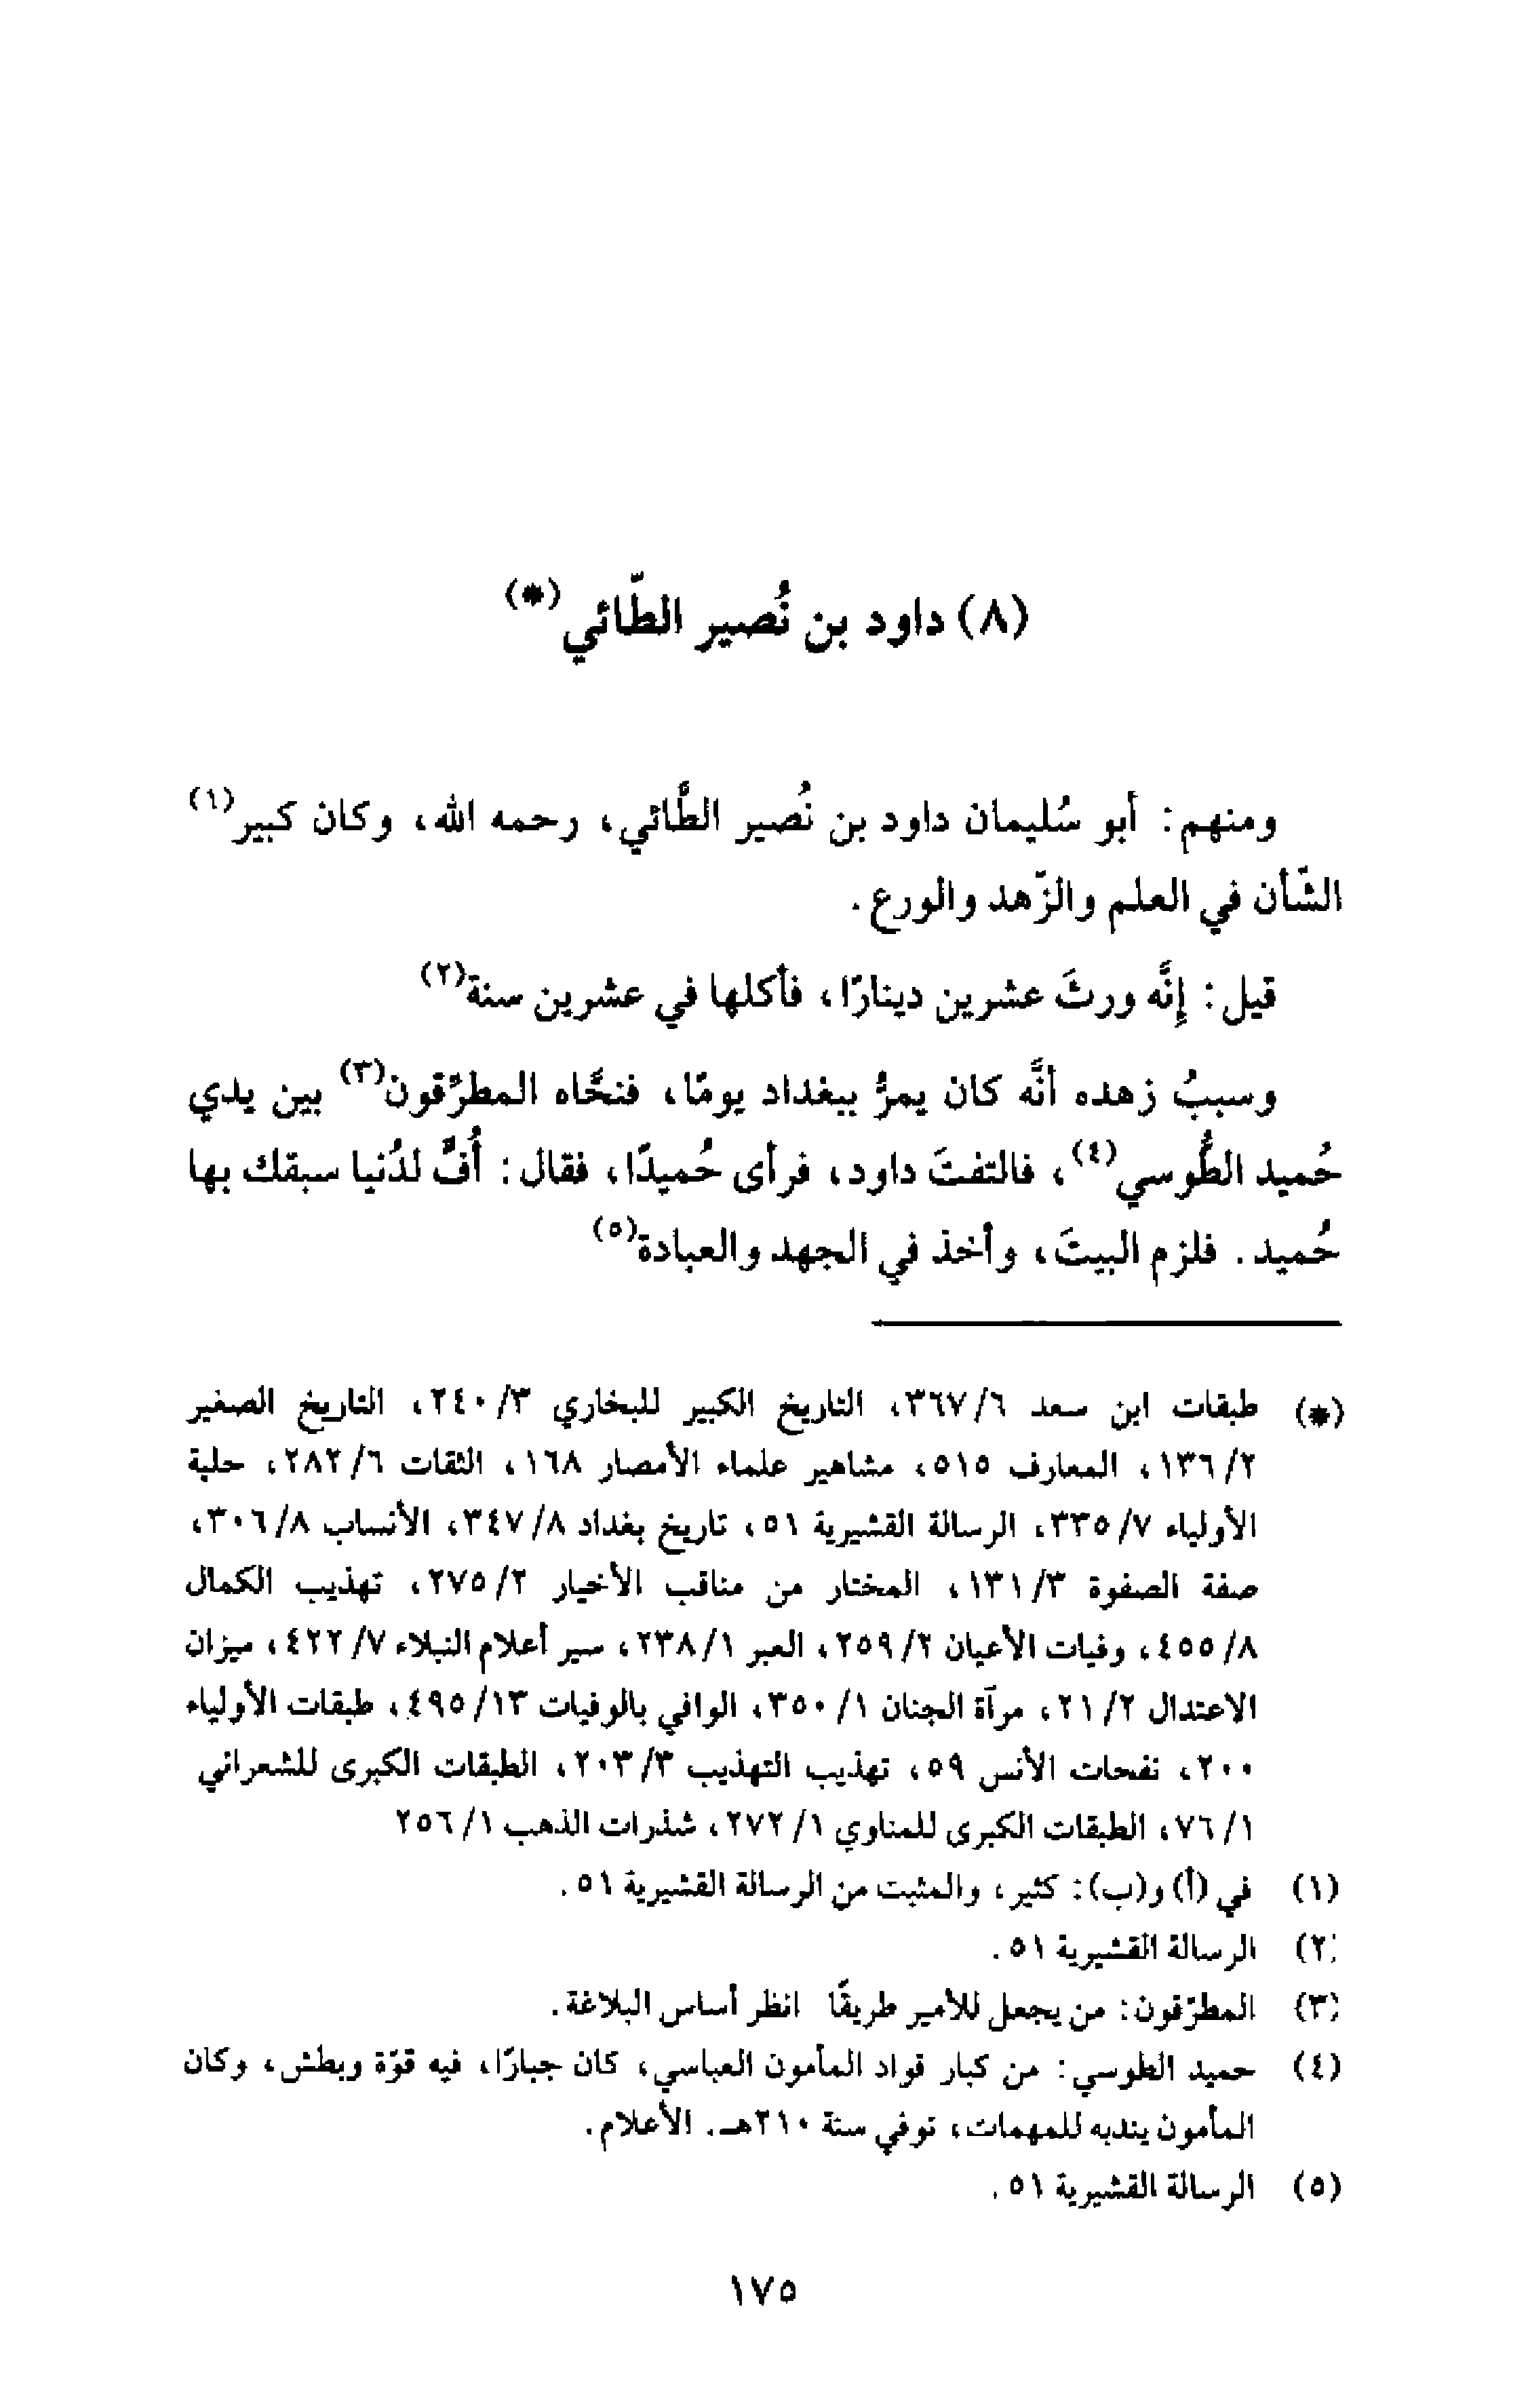 (٨) داود بن نُصير الطّائي(*)
ومنهم: أبو سُليمان داود بن نُصير الطَّائي، رحمه الله، وكان كبير(١)
الشّأن في العلم والزّهد والورع.
قيل: إنَّه ورثَ عشرين دينارًا، فأكلها في عشرين سنة(٢)
وسببُ زهده أنَّه كان يمرُّ ببغداد يومًا، فنحَّاه المطرِّقون(٣) بين يدي
حُميد الطُّوسي(٤)، فالتفتَ داود، فرأى حُميدًا، فقال: أُفٍّ لدُنيا سبقك بها
حُميد. فلزم البيتَ، وأخذ في الجهد والعبادة(٥)
(*) طبقات ابن سعد ٦/ ٣٦٧، التاريخ الكبير للبخاري ٣/ ٢٤٠، التاريخ الصغير
٢/ ١٣٦، المعارف ٥١٥، مشاهير علماء الأمصار ١٦٨، الثقات ٦/ ٢٨٢، حلية
الأولياء ٧/ ٣٣٥، الرسالة القشيرية ٥١، تاريخ بغداد ٨/ ٣٤٧، الأنساب ٨/ ٣٠٦،
صفة الصفوة ٣/ ١٣١، المختار من مناقب الأخيار ٢/ ٢٧٥، تهذيب الكمال
٨/ ٤٥٥، وفيات الأعيان ٢/ ٢٥٩، العبر ١/ ٢٣٨، سير أعلام النبلاء ٧/ ٤٢٢، ميزان
الاعتدال ٢/ ٢١، مرآة الجنان ١/ ٣٥٠، الوافي بالوفيات ١٣/ ٤٩٥، طبقات الأولياء
٢٠٠، نفحات الأنس ٥٩، تهذيب التهذيب ٣/ ٢٠٣، الطبقات الكبرى للشعراني
١/ ٧٦، الطبقات الكبرى للمناوي ١/ ٢٧٢، شذرات الذهب ١/ ٢٥٦
(١) في (أ) و(ب): كثير، والمثبت من الرسالة القشيرية ٥١.
(٢) الرسالة القشيرية ٥١.
(٣) المطرّقون: من يجعل للأمير طريقًا انظر أساس البلاغة.
(٤) حميد الطوسي: من كبار قواد المأمون العباسي، كان جبارًا، فيه قوّة وبطش، وكان
المأمون يندبه للمهمات، توفي سنة ٢١٠هـ. الأعلام.
(٥) الرسالة القشيرية ٥١.
١٧٥